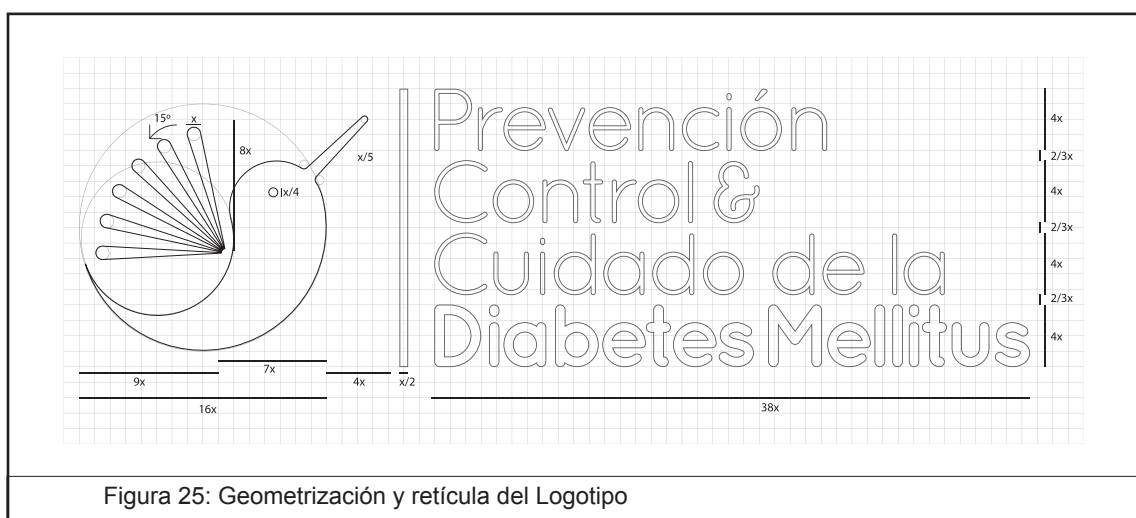 15º
x
8x
x/5
x/4
9x
7x
4x
x/2
16x
Prevención
Control &
Cuidado de la
Diabetes Mellitus
38x
4x
2/3x
4x
2/3x
4x
2/3x
4x
Figura 25: Geometrización y retícula del Logotipo